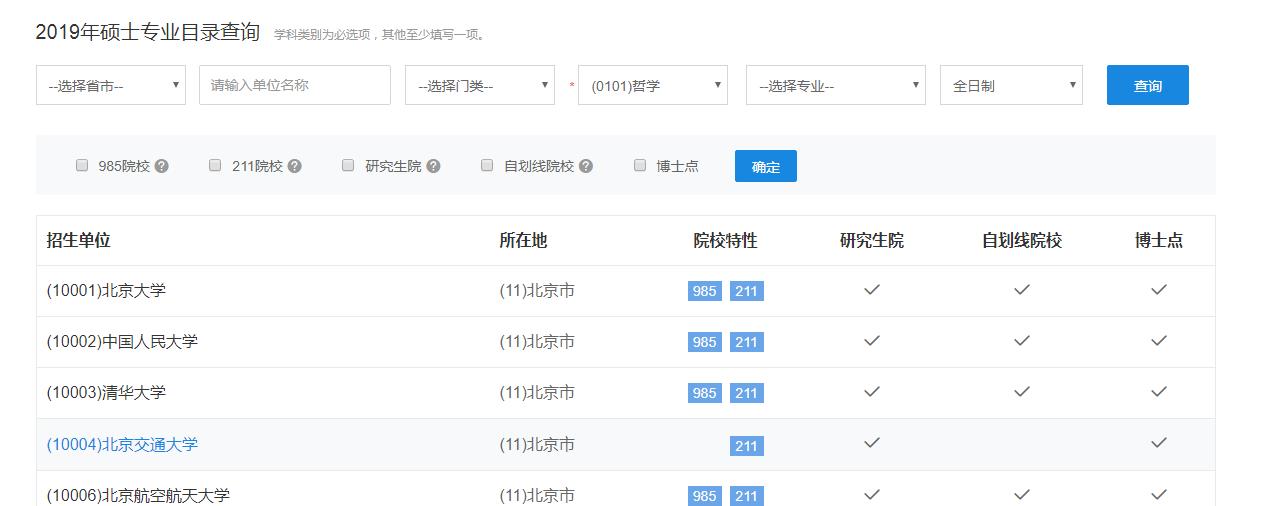 2019年硕士专业目录查询 学科类别为必选项，其他至少填写一项。
--选择省市-- 请输入单位名称 --选择门类-- * (0101)哲学 --选择专业-- 全日制 查询
985院校 ? 211院校 ? 研究生院 ? 自划线院校 ? 博士点 确定
招生单位 所在地 院校特性 研究生院 自划线院校 博士点
(10001)北京大学 (11)北京市 985 211
(10002)中国人民大学 (11)北京市 985 211
(10003)清华大学 (11)北京市 985 211
(10004)北京交通大学 (11)北京市 211
(10006)北京航空航天大学 (11)北京市 985 211